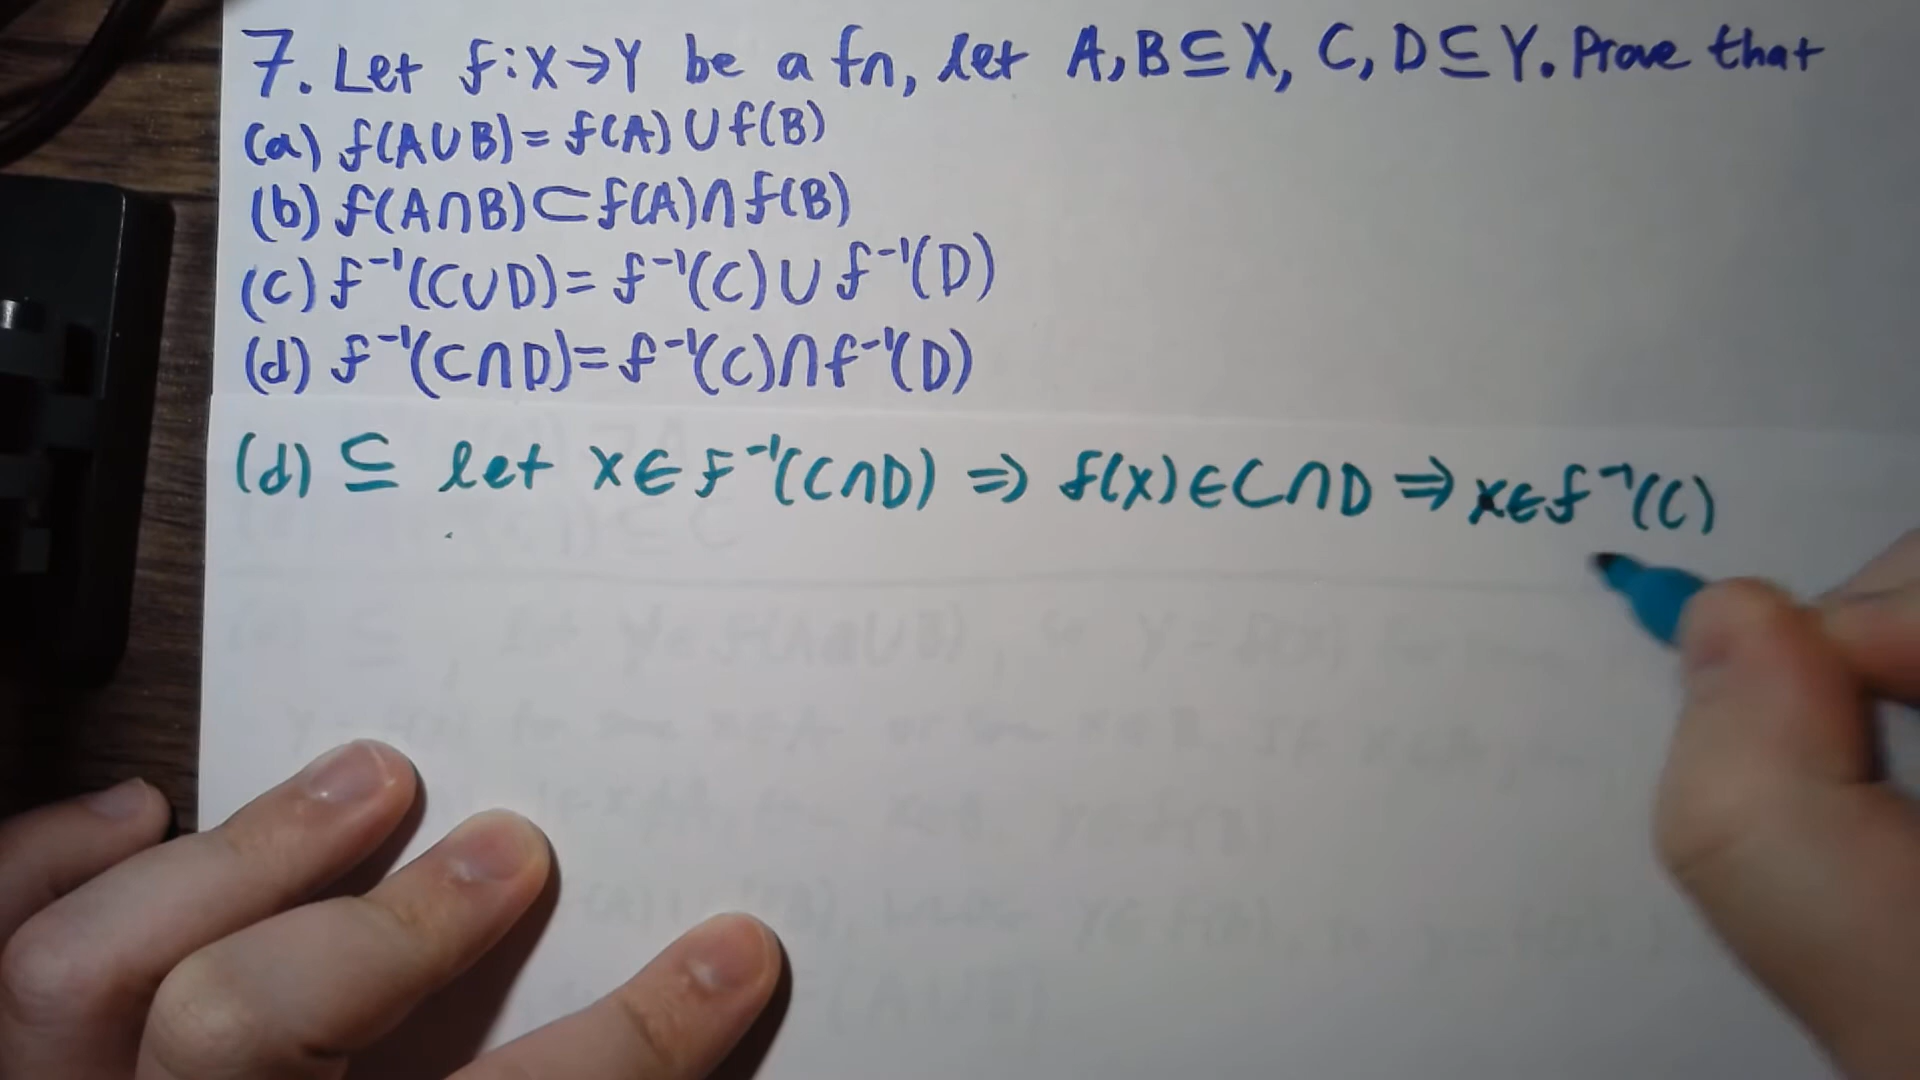 7. Let f:X→Y be a fn, let A,B⊆X, C,D⊆Y. Prove that
(a) f(A∪B)=f(A)∪f(B)
(b) f(A∩B)⊂f(A)∩f(B)
(c) f⁻¹(C∪D)=f⁻¹(C)∪f⁻¹(D)
(d) f⁻¹(C∩D)=f⁻¹(C)∩f⁻¹(D)
(d) ⊆ let x∈f⁻¹(C∩D) ⇒ f(x)∈C∩D ⇒ x∈f⁻¹(C)